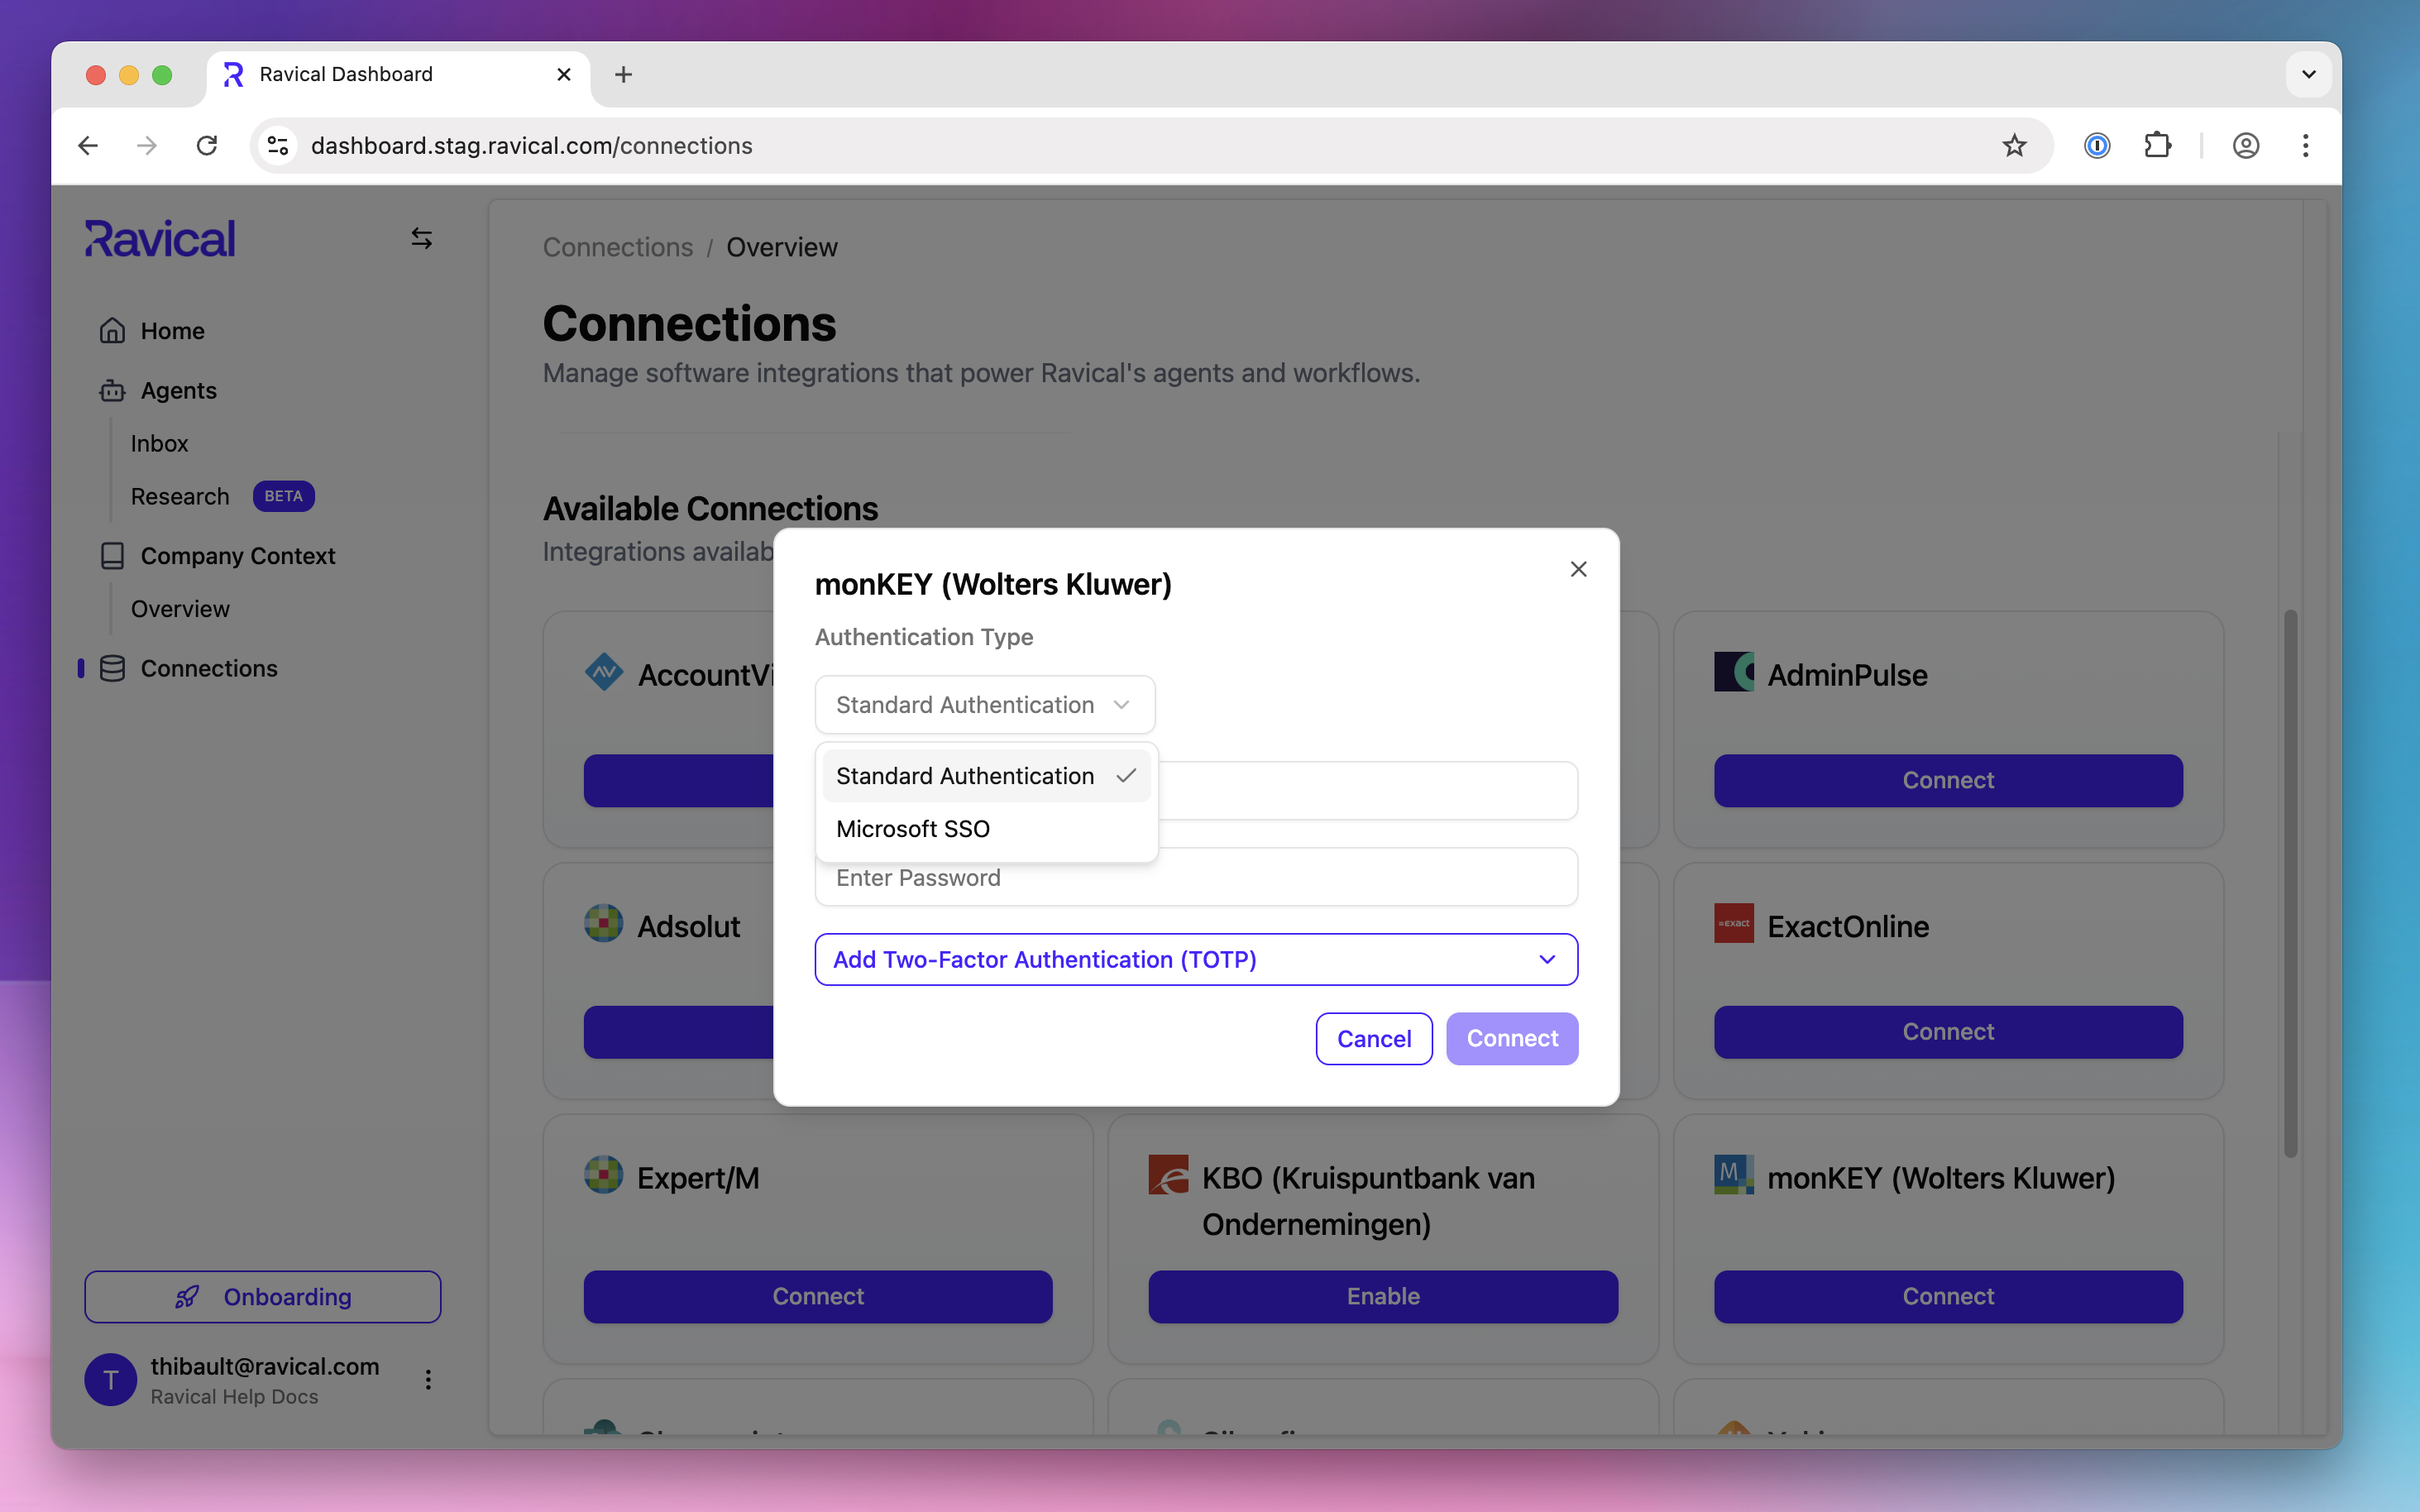 Ravical Dashboard
dashboard.stag.ravical.com/connections
Ravical
Home
Agents
Inbox
Research BETA
Company Context
Overview
Connections
Onboarding
T
thibault@ravical.com
Ravical Help Docs
Connections / Overview
Connections
Manage software integrations that power Ravical's agents and workflows.
Available Connections
Integrations availab
monKEY (Wolters Kluwer)
Authentication Type
Standard Authentication
Standard Authentication
Microsoft SSO
Enter Password
Add Two-Factor Authentication (TOTP)
Cancel
Connect
AccountVi
AdminPulse
Connect
Adsolut
=exact
ExactOnline
Connect
Expert/M
Connect
KBO (Kruispuntbank van
Ondernemingen)
Enable
M
monKEY (Wolters Kluwer)
Connect